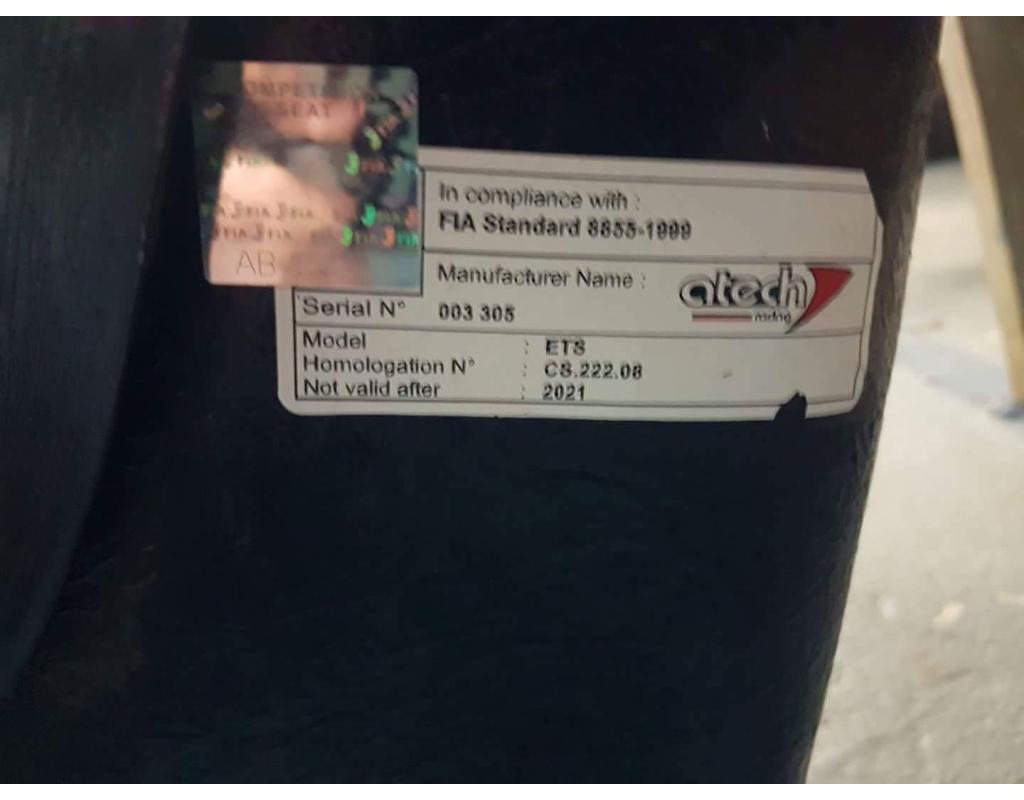 SEAT
AB
In compliance with :
FIA Standard 8855-1999
Manufacturer Name :
atech
Serial N° 003 305
Model : ETS
Homologation N° : CS.222.08
Not valid after : 2021